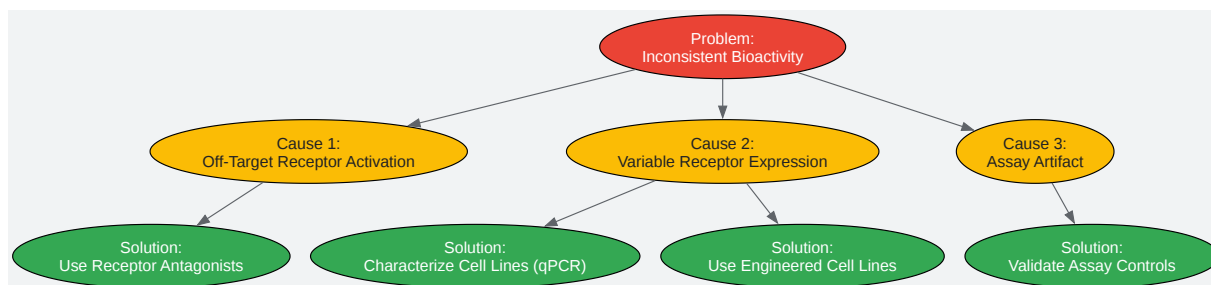 Problem:
Inconsistent Bioactivity
Cause 1:
Off-Target Receptor Activation
Cause 2:
Variable Receptor Expression
Cause 3:
Assay Artifact
Solution:
Use Receptor Antagonists
Solution:
Characterize Cell Lines (qPCR)
Solution:
Use Engineered Cell Lines
Solution:
Validate Assay Controls